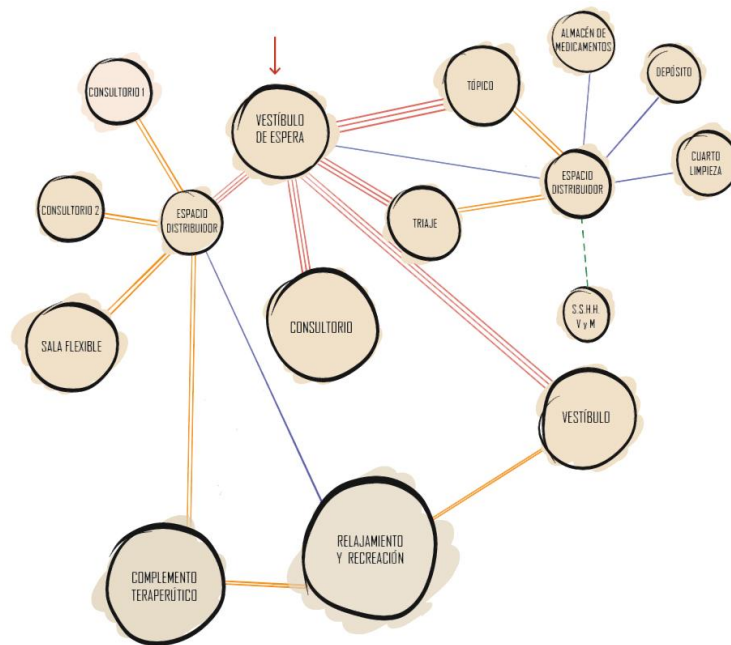 ALMACÉN DE
MEDICAMENTOS
DEPÓSITO
TÓPICO
CONSULTORIO 1
VESTÍBULO
DE ESPERA
CUARTO
LIMPIEZA
ESPACIO
DISTRIBUIDOR
CONSULTORIO 2
ESPACIO
DISTRIBUIDOR
TRIAJE
S.S.H.H.
V y M
CONSULTORIO
SALA FLEXIBLE
VESTÍBULO
RELAJAMIENTO
Y RECREACIÓN
COMPLEMENTO
TERAPERÚTICO